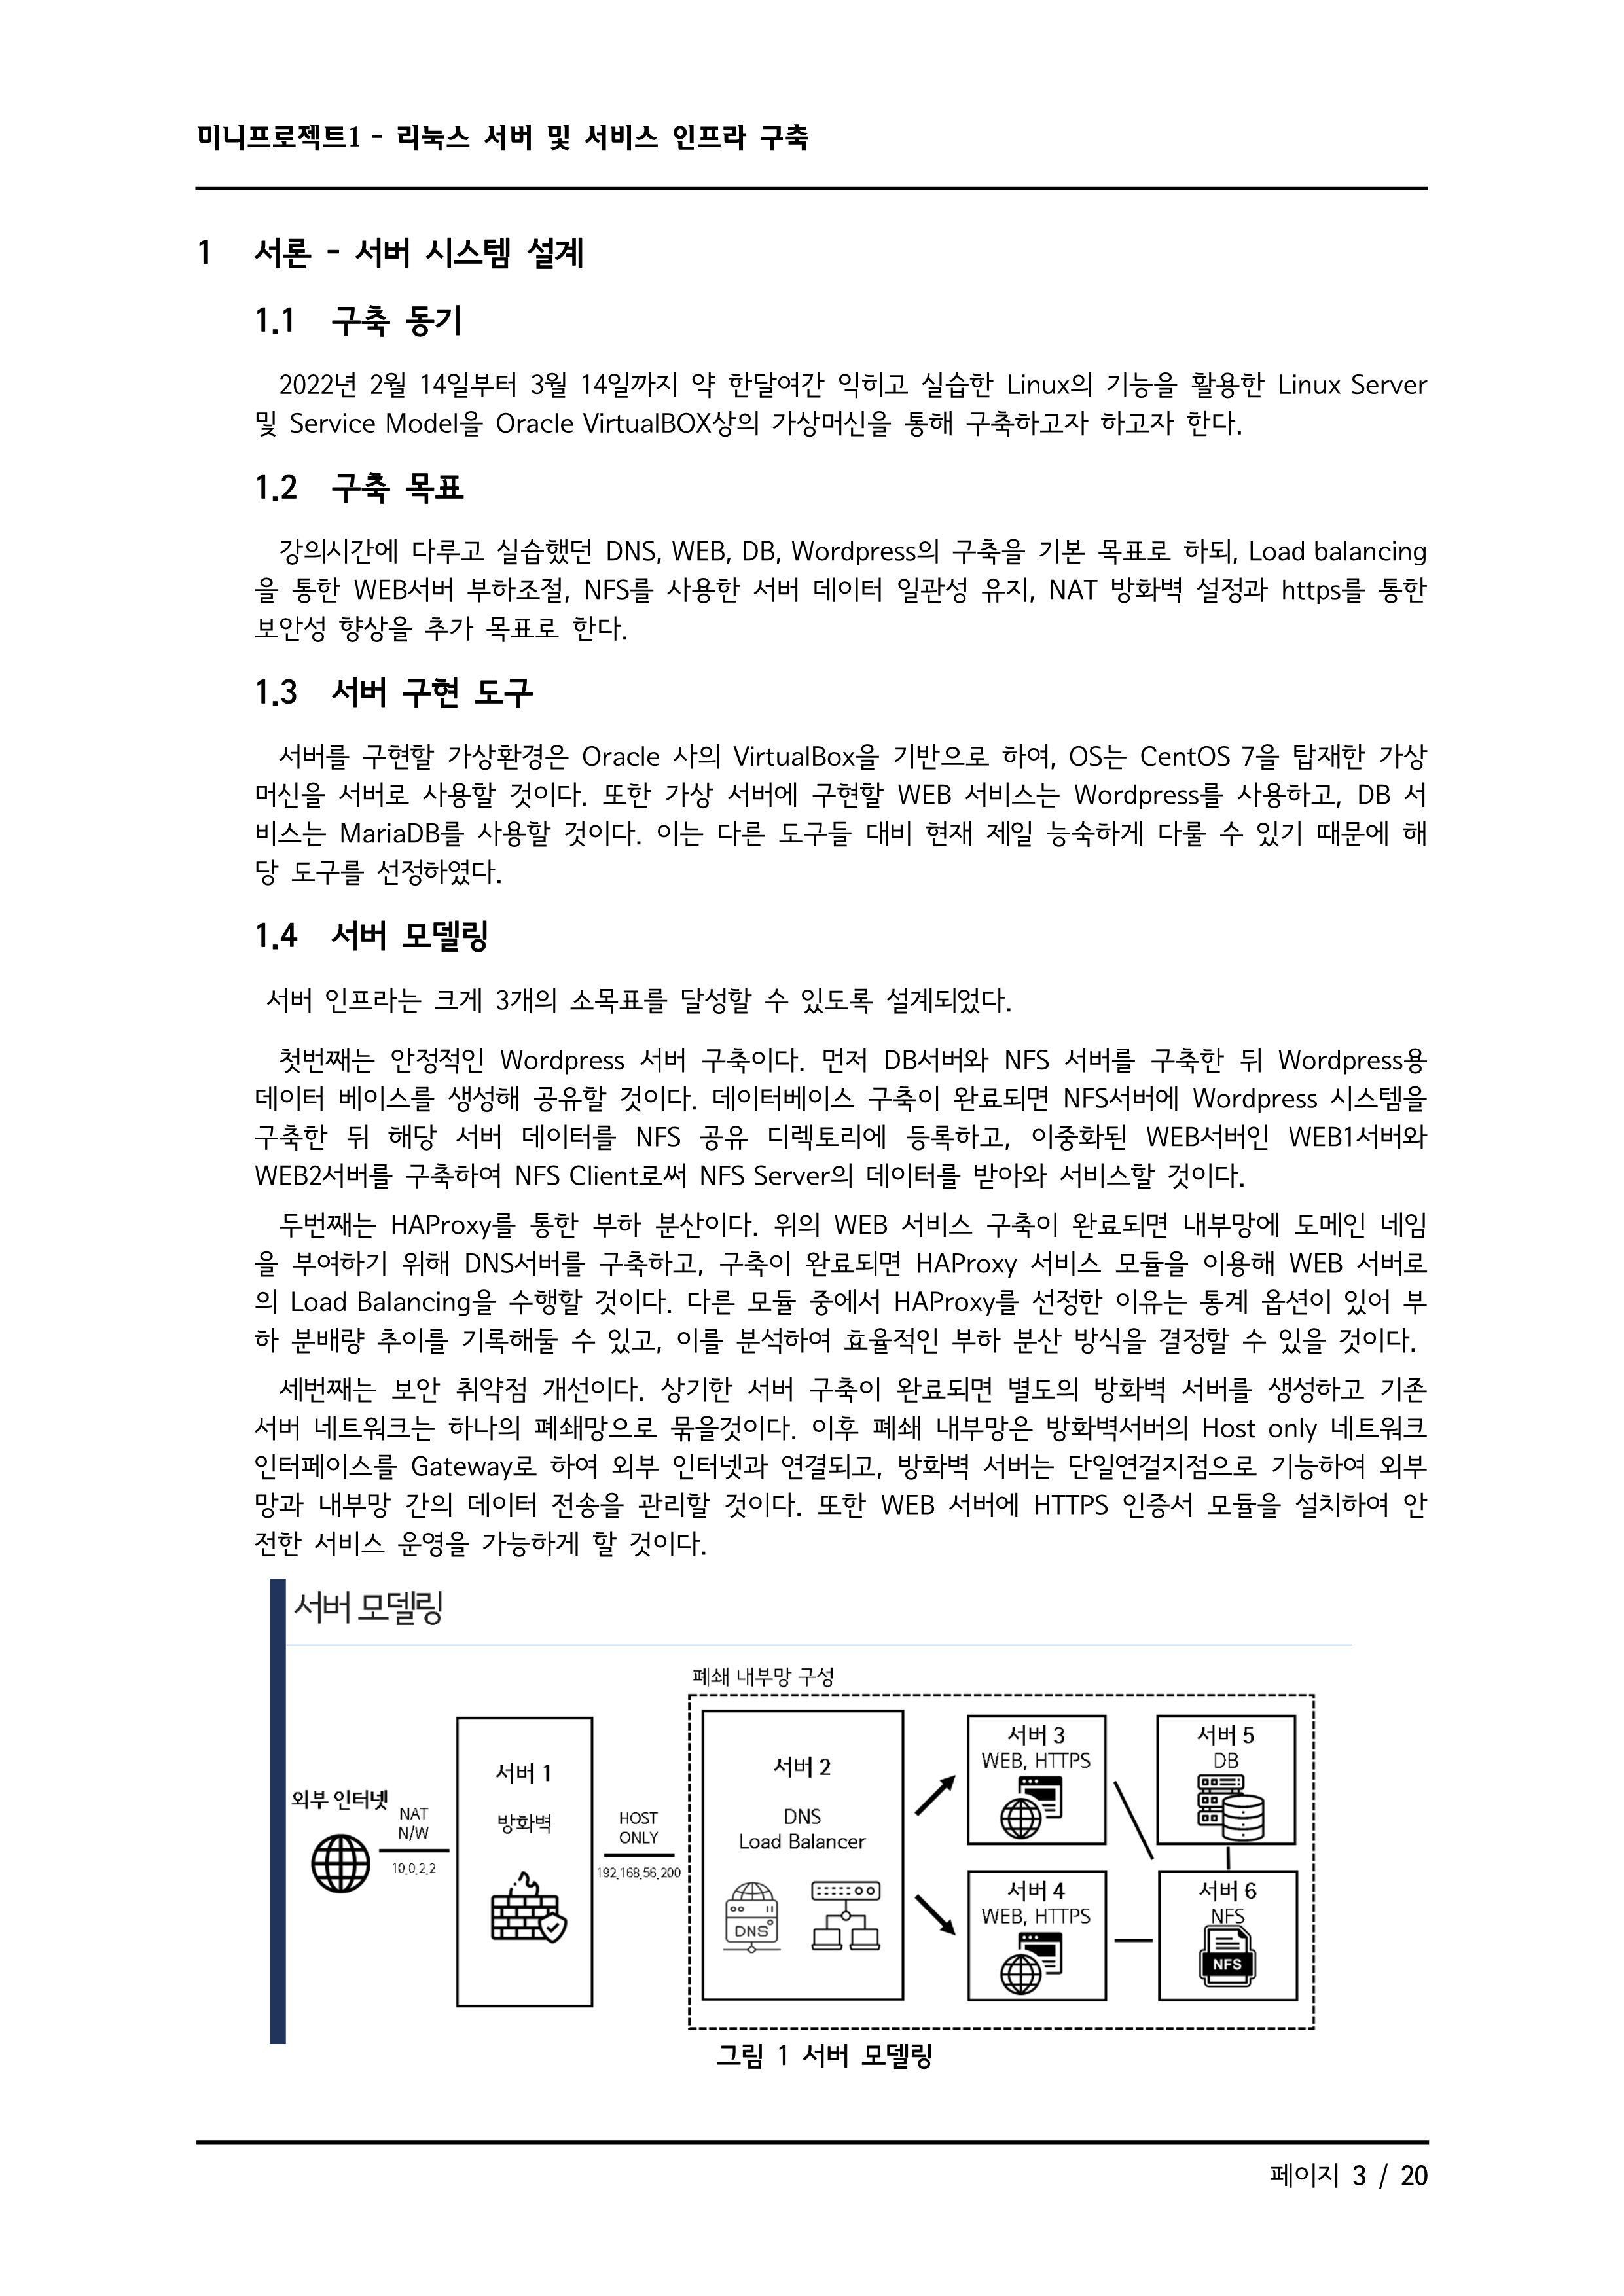 미니프로젝트1 - 리눅스 서버 및 서비스 인프라 구축
1 서론 - 서버 시스템 설계
1.1 구축 동기
2022년 2월 14일부터 3월 14일까지 약 한달여간 익히고 실습한 Linux의 기능을 활용한 Linux Server
및 Service Model을 Oracle VirtualBOX상의 가상머신을 통해 구축하고자 하고자 한다.
1.2 구축 목표
강의시간에 다루고 실습했던 DNS, WEB, DB, Wordpress의 구축을 기본 목표로 하되, Load balancing
을 통한 WEB서버 부하조절, NFS를 사용한 서버 데이터 일관성 유지, NAT 방화벽 설정과 https를 통한
보안성 향상을 추가 목표로 한다.
1.3 서버 구현 도구
서버를 구현할 가상환경은 Oracle 사의 VirtualBox을 기반으로 하여, OS는 CentOS 7을 탑재한 가상
머신을 서버로 사용할 것이다. 또한 가상 서버에 구현할 WEB 서비스는 Wordpress를 사용하고, DB 서
비스는 MariaDB를 사용할 것이다. 이는 다른 도구들 대비 현재 제일 능숙하게 다룰 수 있기 때문에 해
당 도구를 선정하였다.
1.4 서버 모델링
서버 인프라는 크게 3개의 소목표를 달성할 수 있도록 설계되었다.
첫번째는 안정적인 Wordpress 서버 구축이다. 먼저 DB서버와 NFS 서버를 구축한 뒤 Wordpress용
데이터 베이스를 생성해 공유할 것이다. 데이터베이스 구축이 완료되면 NFS서버에 Wordpress 시스템을
구축한 뒤 해당 서버 데이터를 NFS 공유 디렉토리에 등록하고, 이중화된 WEB서버인 WEB1서버와
WEB2서버를 구축하여 NFS Client로써 NFS Server의 데이터를 받아와 서비스할 것이다.
두번째는 HAProxy를 통한 부하 분산이다. 위의 WEB 서비스 구축이 완료되면 내부망에 도메인 네임
을 부여하기 위해 DNS서버를 구축하고, 구축이 완료되면 HAProxy 서비스 모듈을 이용해 WEB 서버로
의 Load Balancing을 수행할 것이다. 다른 모듈 중에서 HAProxy를 선정한 이유는 통계 옵션이 있어 부
하 분배량 추이를 기록해둘 수 있고, 이를 분석하여 효율적인 부하 분산 방식을 결정할 수 있을 것이다.
세번째는 보안 취약점 개선이다. 상기한 서버 구축이 완료되면 별도의 방화벽 서버를 생성하고 기존
서버 네트워크는 하나의 폐쇄망으로 묶을것이다. 이후 폐쇄 내부망은 방화벽서버의 Host only 네트워크
인터페이스를 Gateway로 하여 외부 인터넷과 연결되고, 방화벽 서버는 단일연걸지점으로 기능하여 외부
망과 내부망 간의 데이터 전송을 관리할 것이다. 또한 WEB 서버에 HTTPS 인증서 모듈을 설치하여 안
전한 서비스 운영을 가능하게 할 것이다.
서버 모델링
폐쇄 내부망 구성
외부 인터넷
NAT
N/W
10.0.2.2
서버 1
방화벽
HOST
ONLY
192.168.56.200
서버 2
DNS
Load Balancer
DNS
서버 3
WEB, HTTPS
서버 4
WEB, HTTPS
서버 5
DB
서버 6
NFS
NFS
그림 1 서버 모델링
페이지 3 / 20